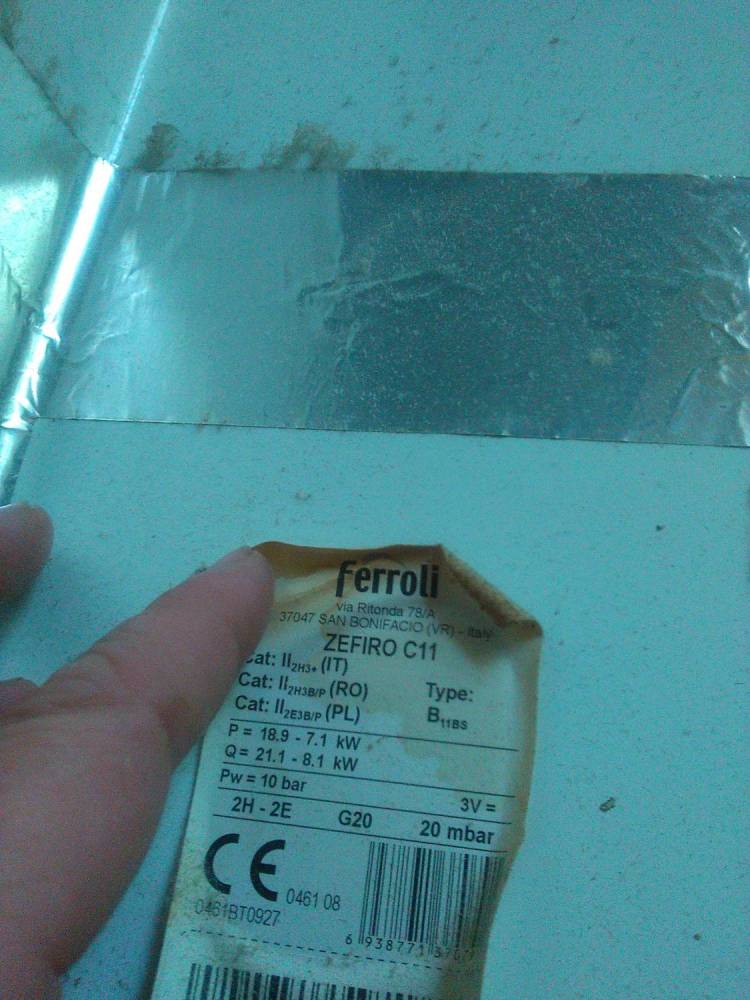 ferroli
via Ritonda 78/A
37047 SAN BONIFACIO (VR) - Italy
ZEFIRO C11
Cat: II2H3+ (IT)
Cat: II2H3B/P (RO) Type:
Cat: II2E3B/P (PL) B11BS
P = 18.9 - 7.1 kW
Q = 21.1 - 8.1 kW
Pw = 10 bar 3V =
2H - 2E G20 20 mbar
CE 0461 08
0461BT0927
6 938771